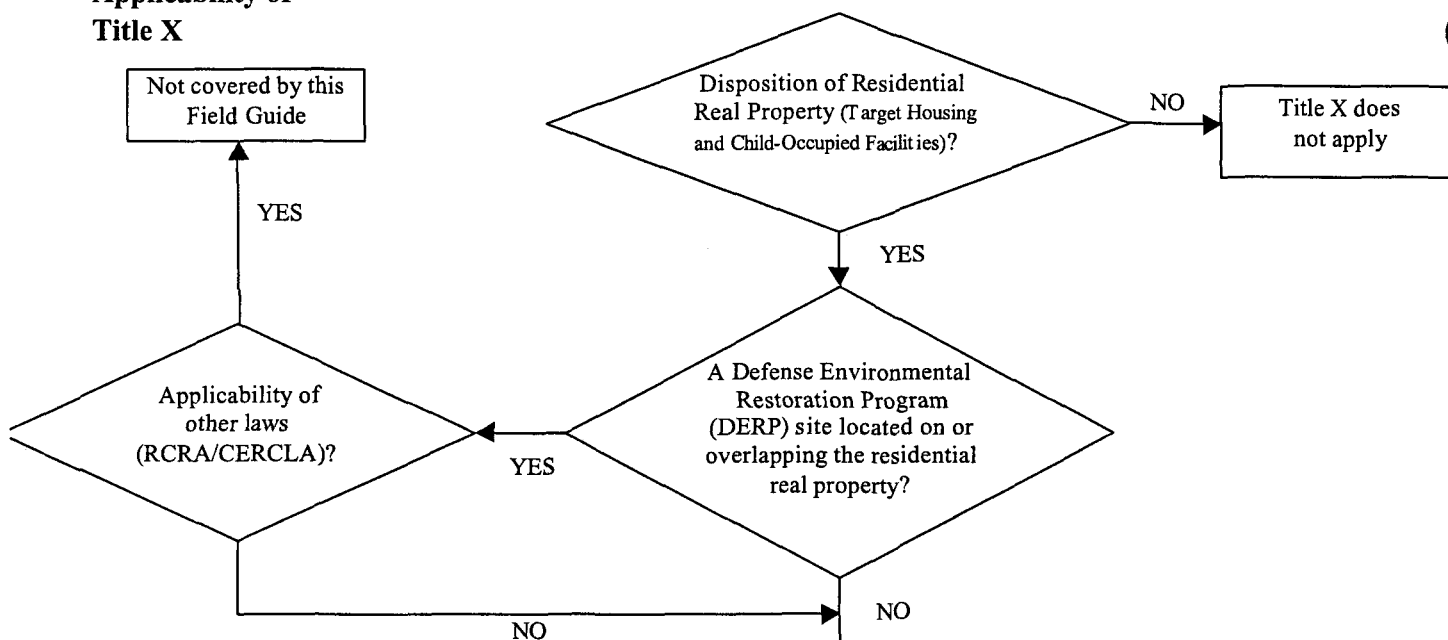 Title X
Not covered by this
Field Guide
Disposition of Residential
Real Property (Target Housing
and Child-Occupied Facilities)?
NO
Title X does
not apply
YES
YES
A Defense Environmental
Restoration Program
(DERP) site located on or
overlapping the residential
real property?
Applicability of
other laws
(RCRA/CERCLA)?
YES
NO
NO